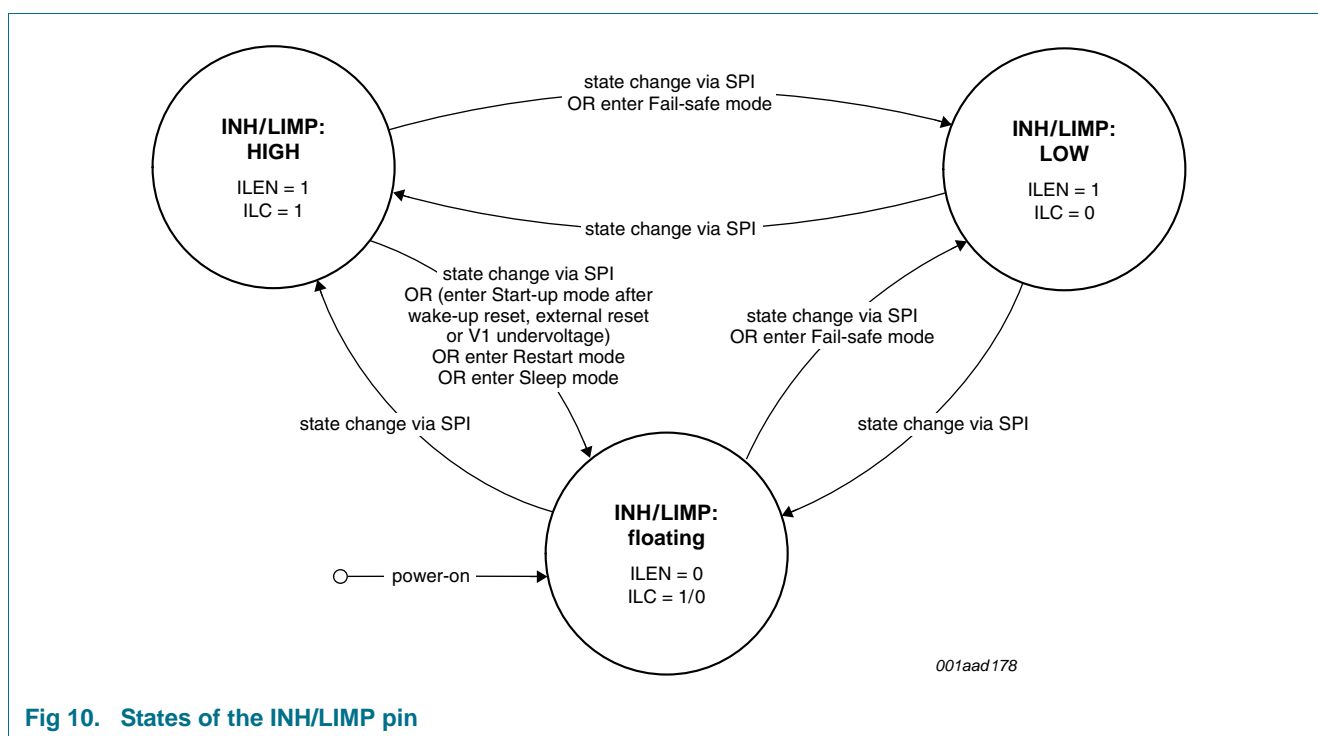 state change via SPI
OR enter Fail-safe mode
INH/LIMP:
HIGH
ILEN = 1
ILC = 1
INH/LIMP:
LOW
ILEN = 1
ILC = 0
state change via SPI
state change via SPI
OR (enter Start-up mode after
wake-up reset, external reset
or V1 undervoltage)
OR enter Restart mode
OR enter Sleep mode
state change via SPI
OR enter Fail-safe mode
state change via SPI
state change via SPI
INH/LIMP:
floating
ILEN = 0
ILC = 1/0
power-on
001aad178
Fig 10. States of the INH/LIMP pin